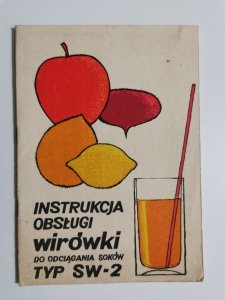 INSTRUKCJA
OBSŁUGI
wirówki
DO ODCIĄGANIA SOKÓW
TYP SW-2